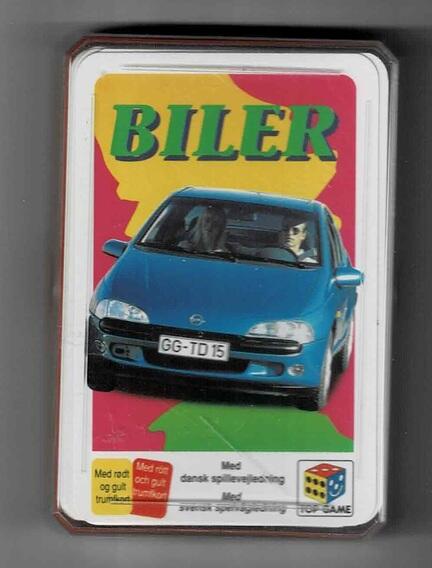 BILER
GG-TD 15
Med rødt
og gult
trumfkort
Med rött
och gult
trumfkort
Med
dansk spillevejledning
Med
svensk spelvägledning
TOP GAME